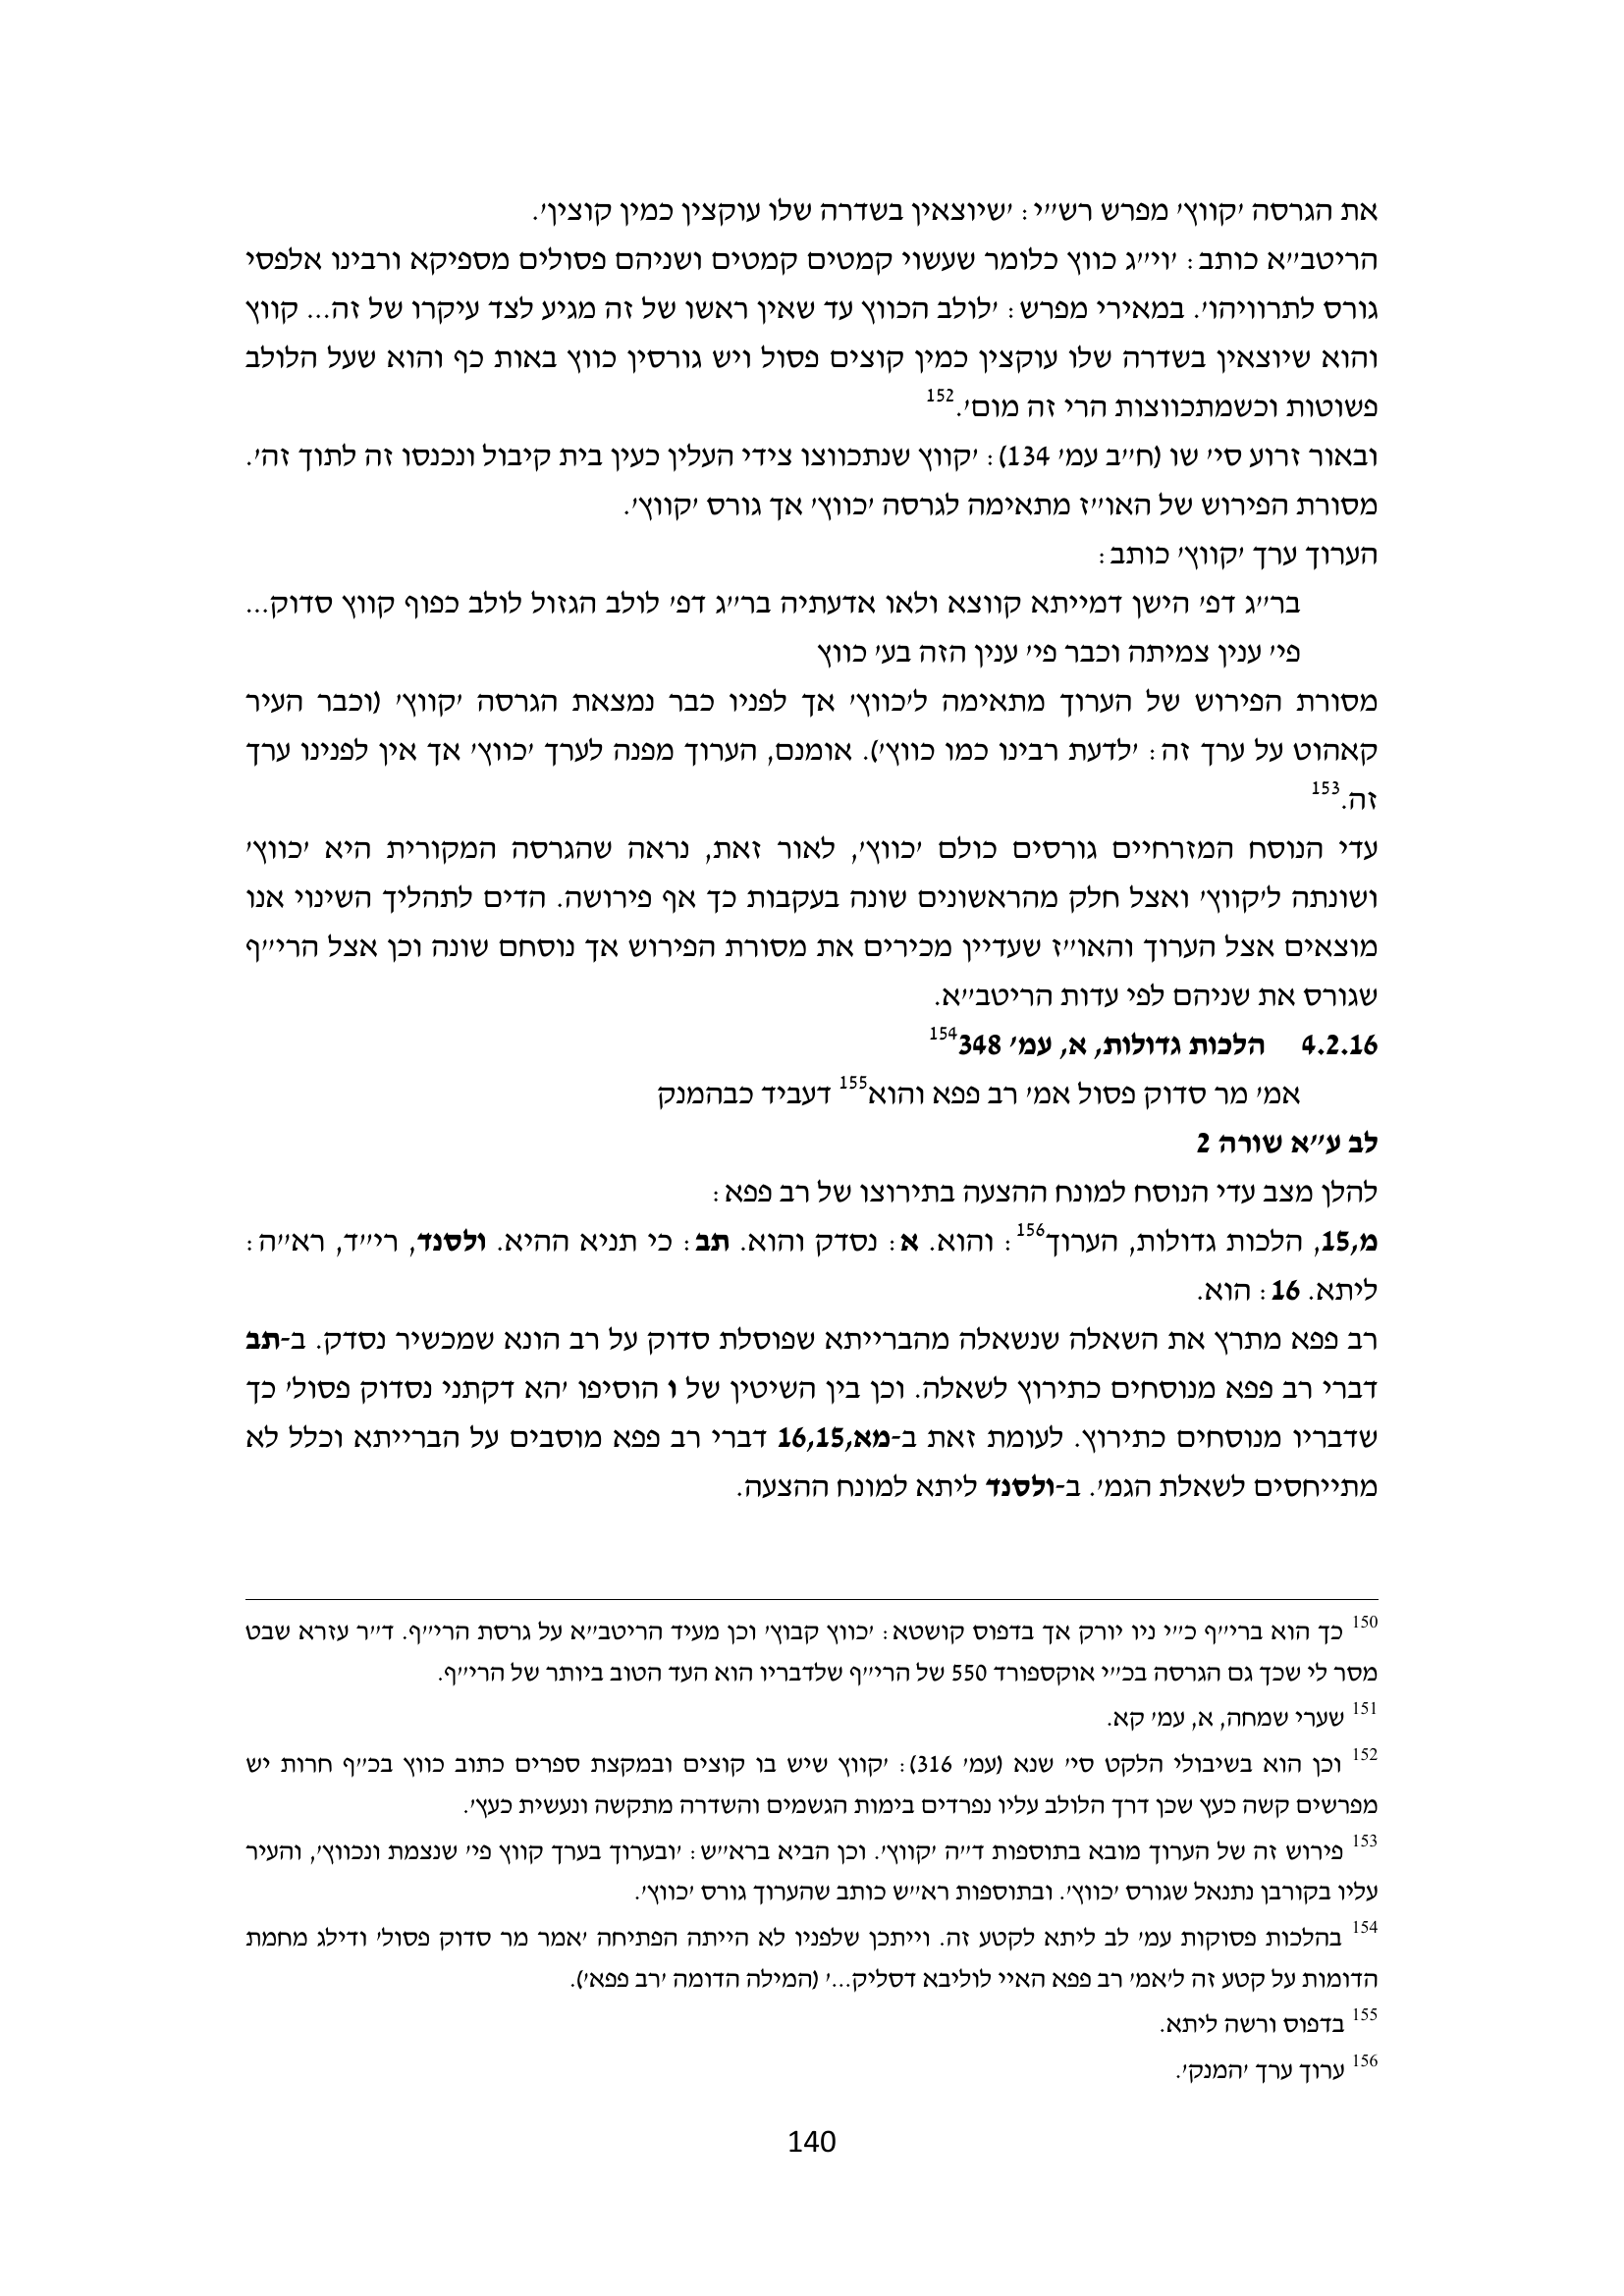 את הגרסה 'קווץ' מפרש רש"י: 'שיוצאין בשדרה שלו עוקצין כמין קוצין'.
הריטב"א כותב: 'וי"ג כווץ כלומר שעשוי קמטים קמטים ושניהם פסולים מספיקא ורבינו אלפסי
גורס לתרוויהו'. במאירי מפרש: 'לולב הכווץ עד שאין ראשו של זה מגיע לצד עיקרו של זה... קווץ
והוא שיוצאין בשדרה שלו עוקצין כמין קוצים פסול ויש גורסין כווץ באות כף והוא שעל הלולב
פשוטות וכשמתכווצות הרי זה מום'.152
ובאור זרוע סי' שו (ח"ב עמ' 134): 'קווץ שנתכווצו צידי העלין כעין בית קיבול ונכנסו זה לתוך זה'.
מסורת הפירוש של האו"ז מתאימה לגרסה 'כווץ' אך גורס 'קווץ'.
הערוך ערך 'קווץ' כותב:
בר"ג דפ' הישן דמייתא קווצא ולאו אדעתיה בר"ג דפ' לולב הגזול לולב כפוף קווץ סדוק...
פי' ענין צמיתה וכבר פי' ענין הזה בע' כווץ
מסורת הפירוש של הערוך מתאימה ל'כווץ' אך לפניו כבר נמצאת הגרסה 'קווץ' (וכבר העיר
קאהוט על ערך זה: 'לדעת רבינו כמו כווץ'). אומנם, הערוך מפנה לערך 'כווץ' אך אין לפנינו ערך
זה.153
עדי הנוסח המזרחיים גורסים כולם 'כווץ', לאור זאת, נראה שהגרסה המקורית היא 'כווץ'
ושונתה ל'קווץ' ואצל חלק מהראשונים שונה בעקבות כך אף פירושה. הדים לתהליך השינוי אנו
מוצאים אצל הערוך והאו"ז שעדיין מכירים את מסורת הפירוש אך נוסחם שונה וכן אצל הרי"ף
שגורס את שניהם לפי עדות הריטב"א.
4.2.16 הלכות גדולות, א, עמ' 348154
אמ' מר סדוק פסול אמ' רב פפא והוא155 דעביד כבהמנק
לב ע"א שורה 2
להלן מצב עדי הנוסח למונח ההצעה בתירוצו של רב פפא:
מ,15, הלכות גדולות, הערוך156: והוא. א: נסדק והוא. תב: כי תניא ההיא. ולסנד, רי"ד, רא"ה:
ליתא. 16: הוא.
רב פפא מתרץ את השאלה שנשאלה מהברייתא שפוסלת סדוק על רב הונא שמכשיר נסדק. ב-תב
דברי רב פפא מנוסחים כתירוץ לשאלה. וכן בין השיטין של ו הוסיפו 'הא דקתני נסדוק פסול' כך
שדבריו מנוסחים כתירוץ. לעומת זאת ב-מא,16,15 דברי רב פפא מוסבים על הברייתא וכלל לא
מתייחסים לשאלת הגמ'. ב-ולסנד ליתא למונח ההצעה.
150 כך הוא ברי"ף כ"י ניו יורק אך בדפוס קושטא: 'כווץ קבוץ' וכן מעיד הריטב"א על גרסת הרי"ף. ד"ר עזרא שבט
מסר לי שכך גם הגרסה בכ"י אוקספורד 550 של הרי"ף שלדבריו הוא העד הטוב ביותר של הרי"ף.
151 שערי שמחה, א, עמ' קא.
152 וכן הוא בשיבולי הלקט סי' שנא (עמ' 316): 'קווץ שיש בו קוצים ובמקצת ספרים כתוב כווץ בכ"ף חרות יש
מפרשים קשה כעץ שכן דרך הלולב עליו נפרדים בימות הגשמים והשדרה מתקשה ונעשית כעץ'.
153 פירוש זה של הערוך מובא בתוספות ד"ה 'קווץ'. וכן הביא ברא"ש: 'ובערוך בערך קווץ פי' שנצמת ונכווץ', והעיר
עליו בקורבן נתנאל שגורס 'כווץ'. ובתוספות רא"ש כותב שהערוך גורס 'כווץ'.
154 בהלכות פסוקות עמ' לב ליתא לקטע זה. וייתכן שלפניו לא הייתה הפתיחה 'אמר מר סדוק פסול' ודילג מחמת
הדומות על קטע זה ל'אמ' רב פפא האיי לוליבא דסליק...' (המילה הדומה 'רב פפא').
155 בדפוס ורשה ליתא.
156 ערוך ערך 'המנק'.
140